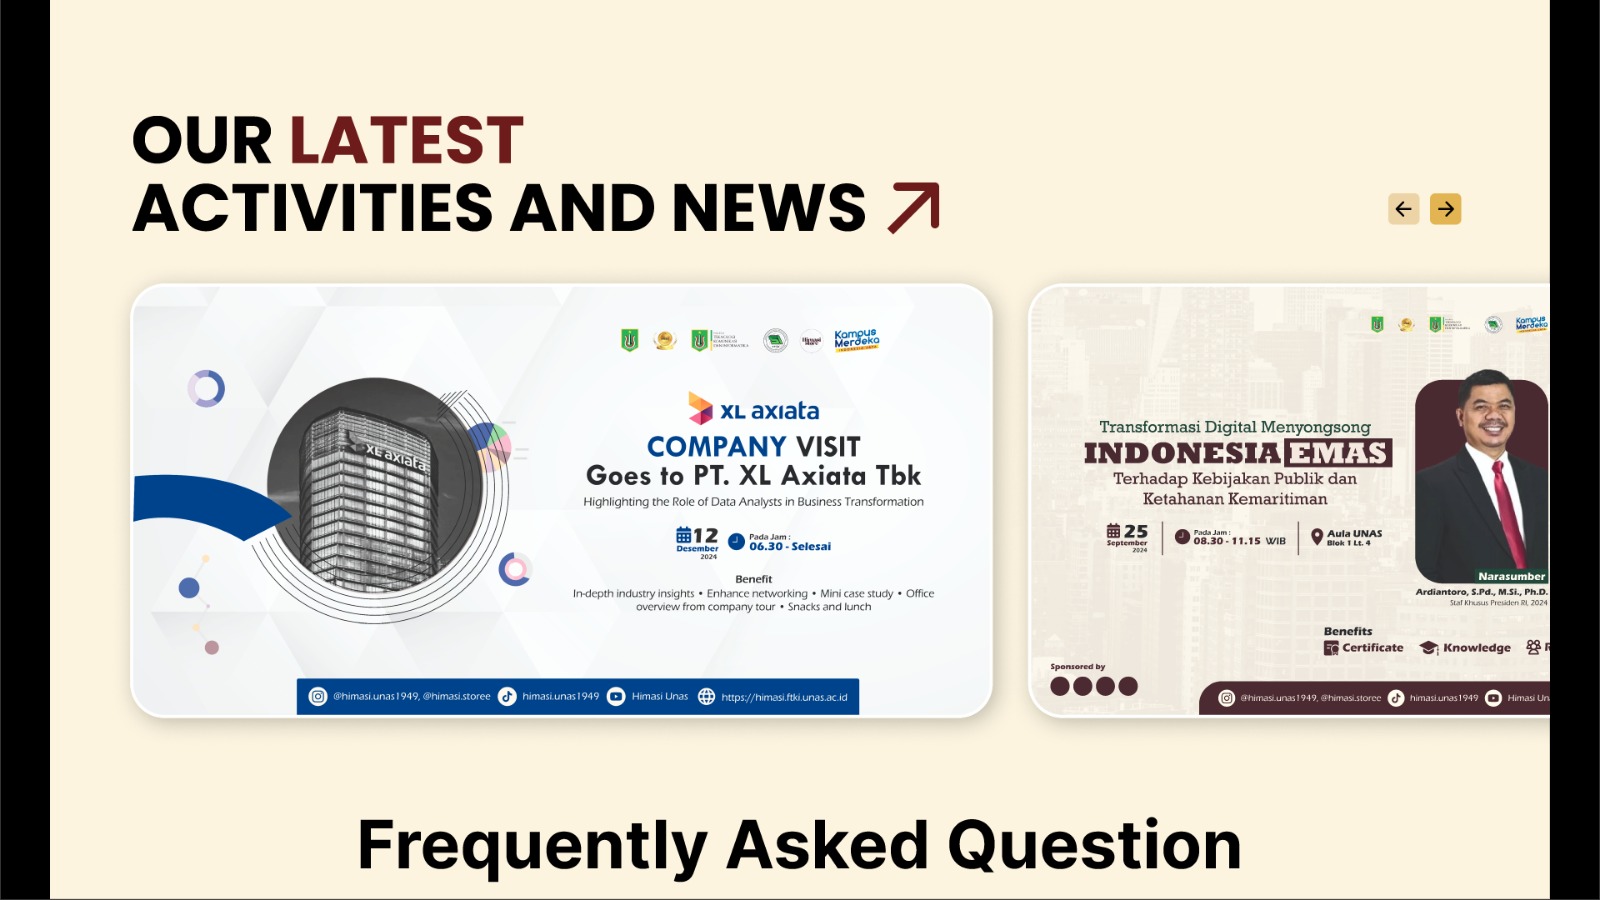 OUR LATEST
ACTIVITIES AND NEWS
Kampus
Merdeka
INDONESIA JAYA
XL axiata
XL axiata
COMPANY VISIT
Goes to PT. XL Axiata Tbk
Highlighting the Role of Data Analysts in Business Transformation
12
Desember
2024
Pada Jam :
06.30 - Selesai
Benefit
In-depth industry insights • Enhance networking • Mini case study • Office
overview from company tour • Snacks and lunch
@himasi.unas1949, @himasi.storee
himasi.unas1949
Himasi Unas
https://himasi.ftki.unas.ac.id
Kampus
Merdeka
Transformasi Digital Menyongsong
INDONESIA EMAS
Terhadap Kebijakan Publik dan
Ketahanan Kemaritiman
25
September
2024
Pada Jam :
08.30 - 11.15 WIB
Aula UNAS
Blok 1 Lt. 4
Narasumber
Ardiantoro, S.Pd., M.Si., Ph.D.
Staf Khusus Presiden RI, 2024
Benefits
Certificate
Knowledge
Sponsored by
@himasi.unas1949, @himasi.storee
himasi.unas1949
Himasi Un
Frequently Asked Question